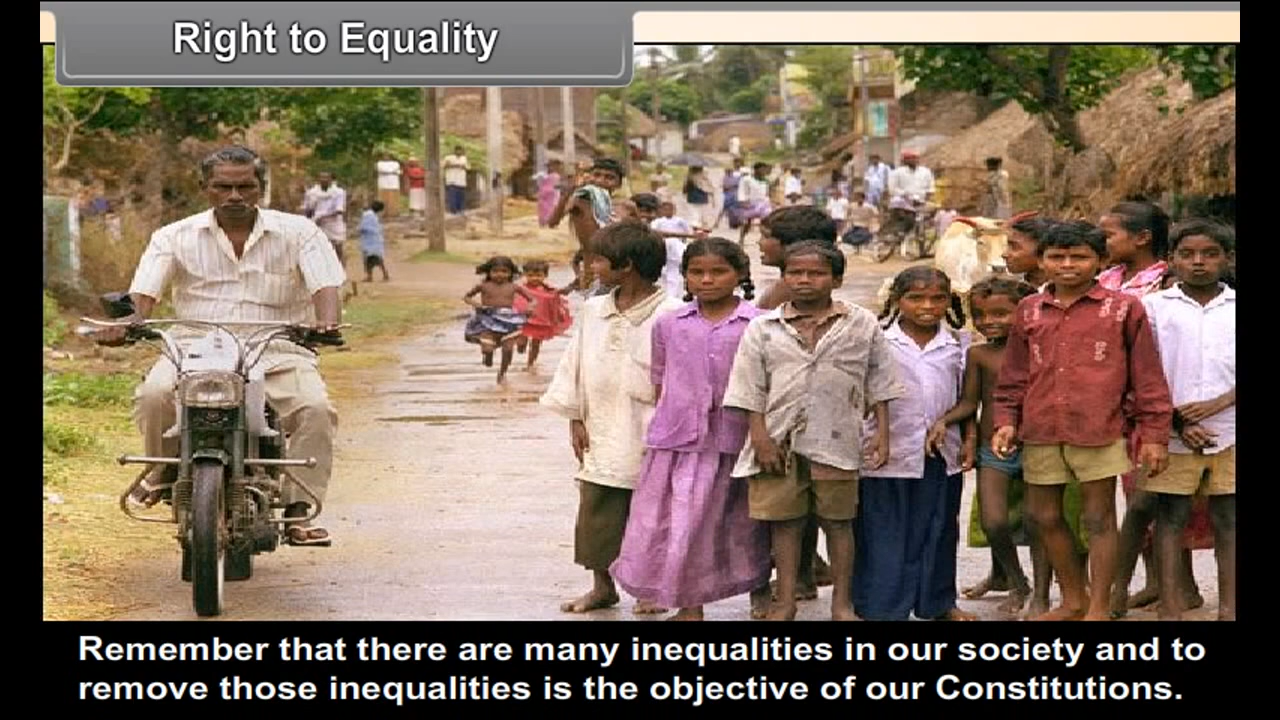 Right to Equality
Remember that there are many inequalities in our society and to
remove those inequalities is the objective of our Constitutions.